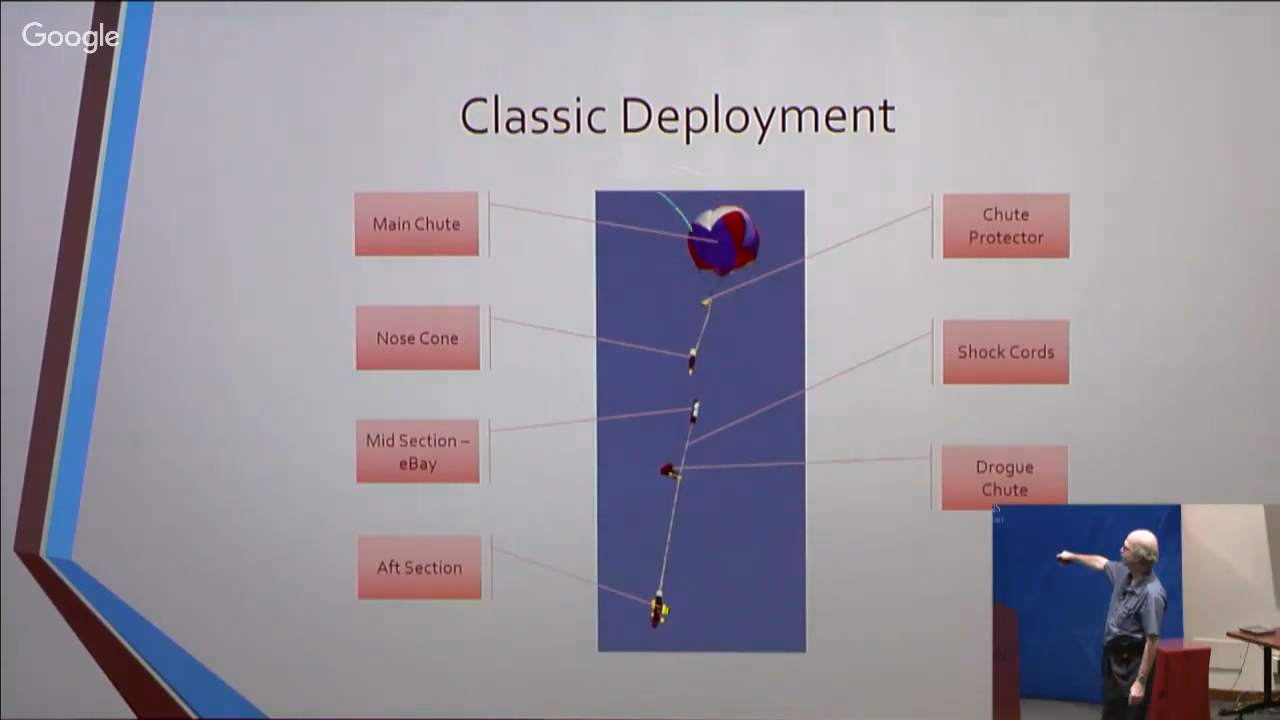 Google
Classic Deployment
Main Chute
Nose Cone
Mid Section –
eBay
Aft Section
Chute
Protector
Shock Cords
Drogue
Chute